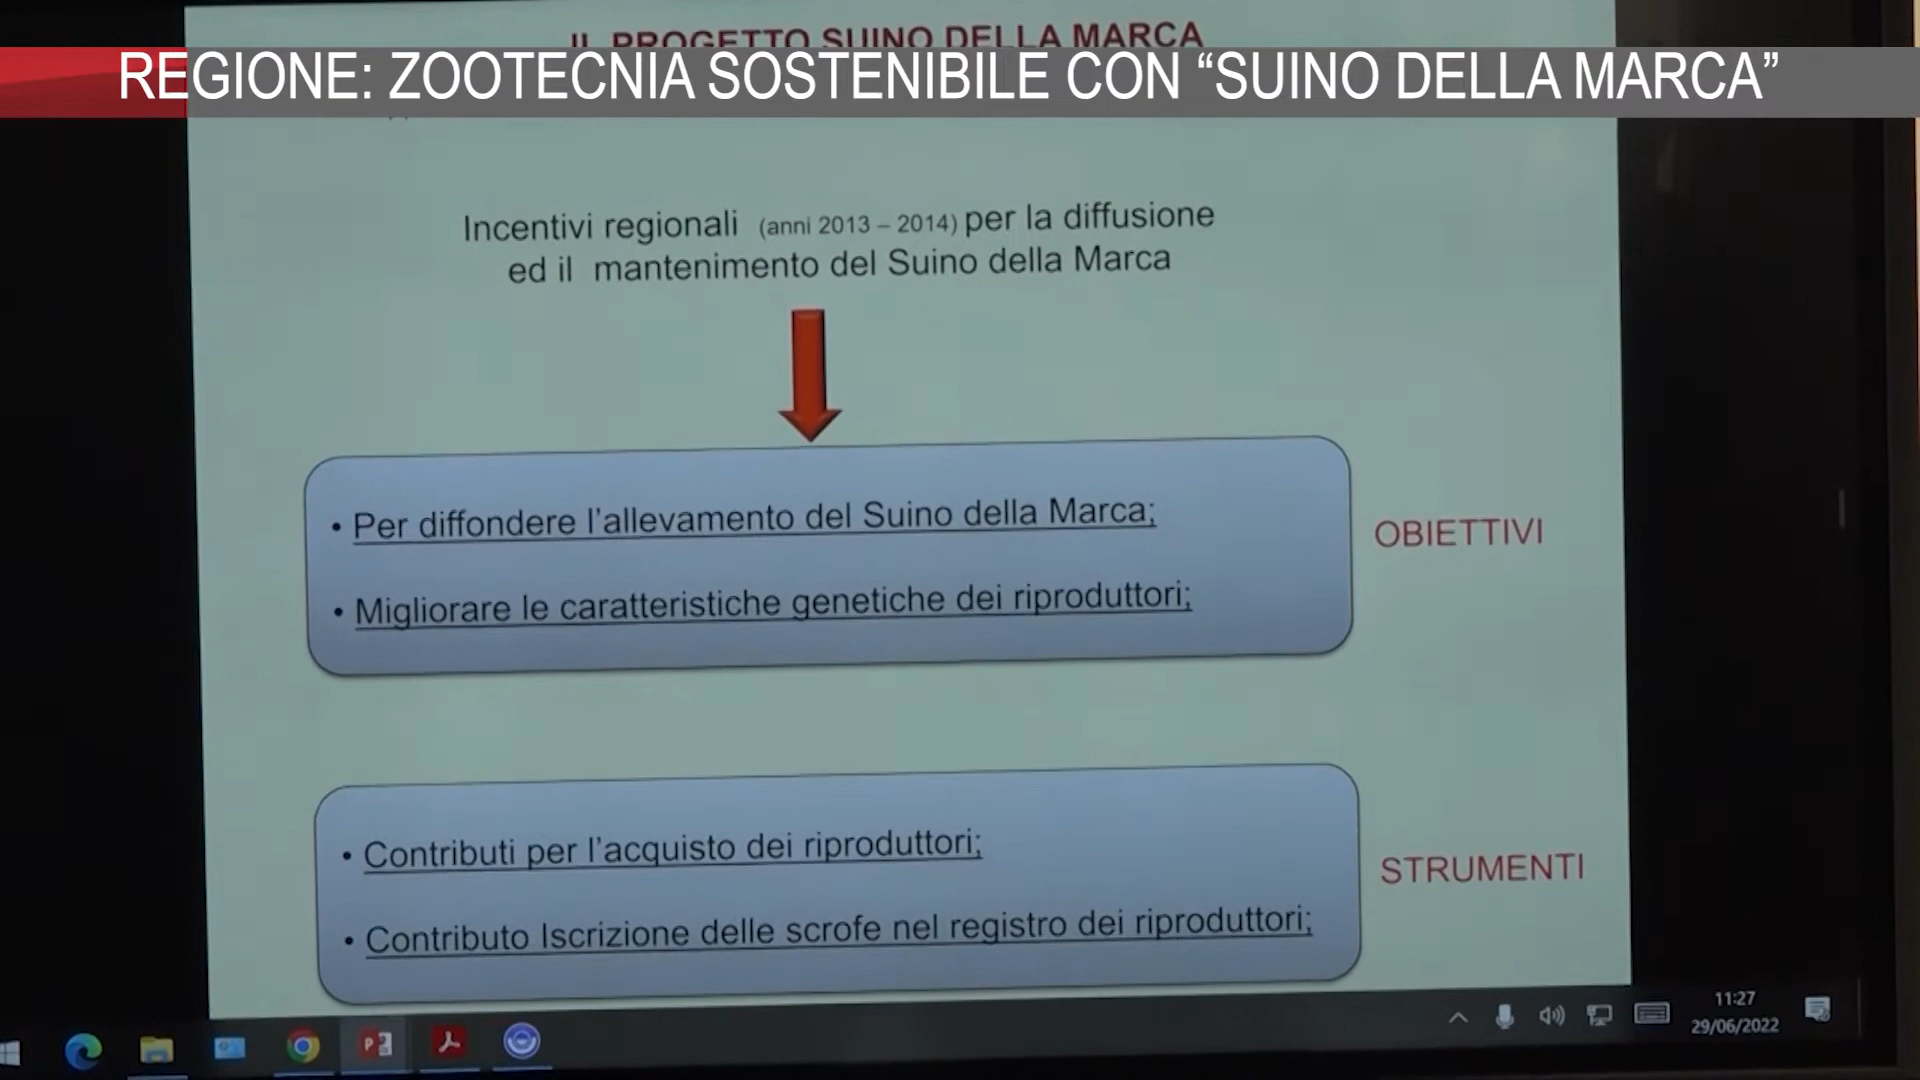 IL PROGETTO SUINO DELLA MARCA
REGIONE: ZOOTECNIA SOSTENIBILE CON “SUINO DELLA MARCA”
Incentivi regionali (anni 2013 – 2014) per la diffusione
ed il mantenimento del Suino della Marca
• Per diffondere l’allevamento del Suino della Marca;
• Migliorare le caratteristiche genetiche dei riproduttori;
OBIETTIVI
• Contributi per l’acquisto dei riproduttori;
• Contributo Iscrizione delle scrofe nel registro dei riproduttori;
STRUMENTI
11:27
29/06/2022